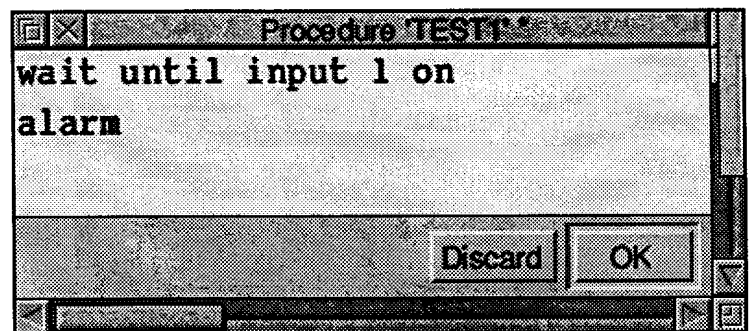 Procedure 'TEST1' *
wait until input 1 on
alarm
Discard OK